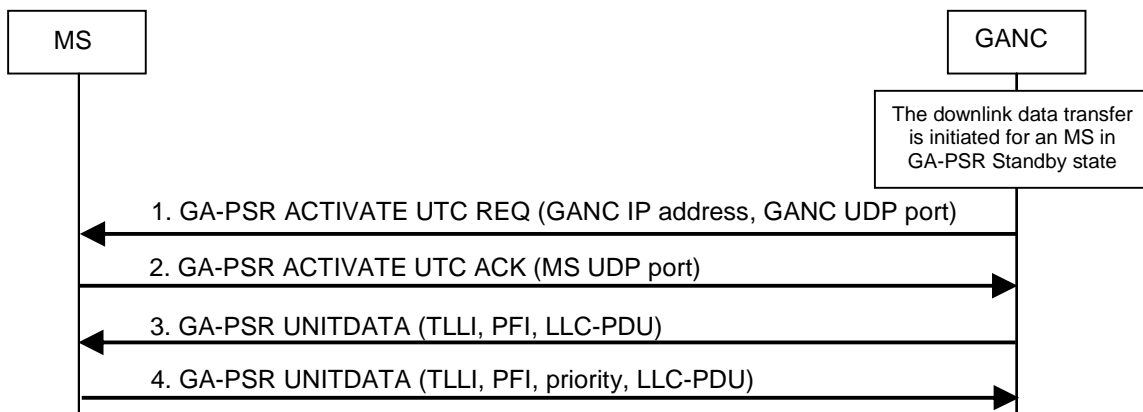 MS
GANC
The downlink data transfer
is initiated for an MS in
GA-PSR Standby state
1. GA-PSR ACTIVATE UTC REQ (GANC IP address, GANC UDP port)
2. GA-PSR ACTIVATE UTC ACK (MS UDP port)
3. GA-PSR UNITDATA (TLLI, PFI, LLC-PDU)
4. GA-PSR UNITDATA (TLLI, PFI, priority, LLC-PDU)